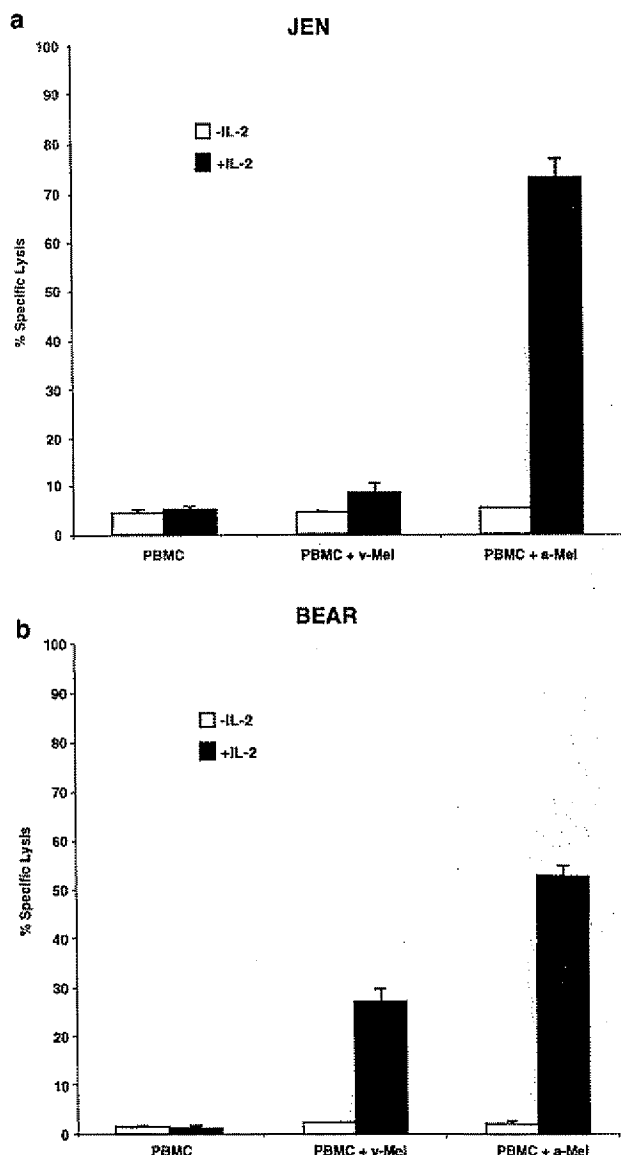 a
JEN
100
90
80
70
60
50
40
30
20
10
0
% Specific Lysis
-IL-2
+IL-2
PBMC
PBMC + v-Mel
PBMC + a-Mel
b
BEAR
100
90
80
70
60
50
40
30
20
10
0
% Specific Lysis
-IL-2
+IL-2
PBMC
PBMC + v-Mel
PBMC + a-Mel